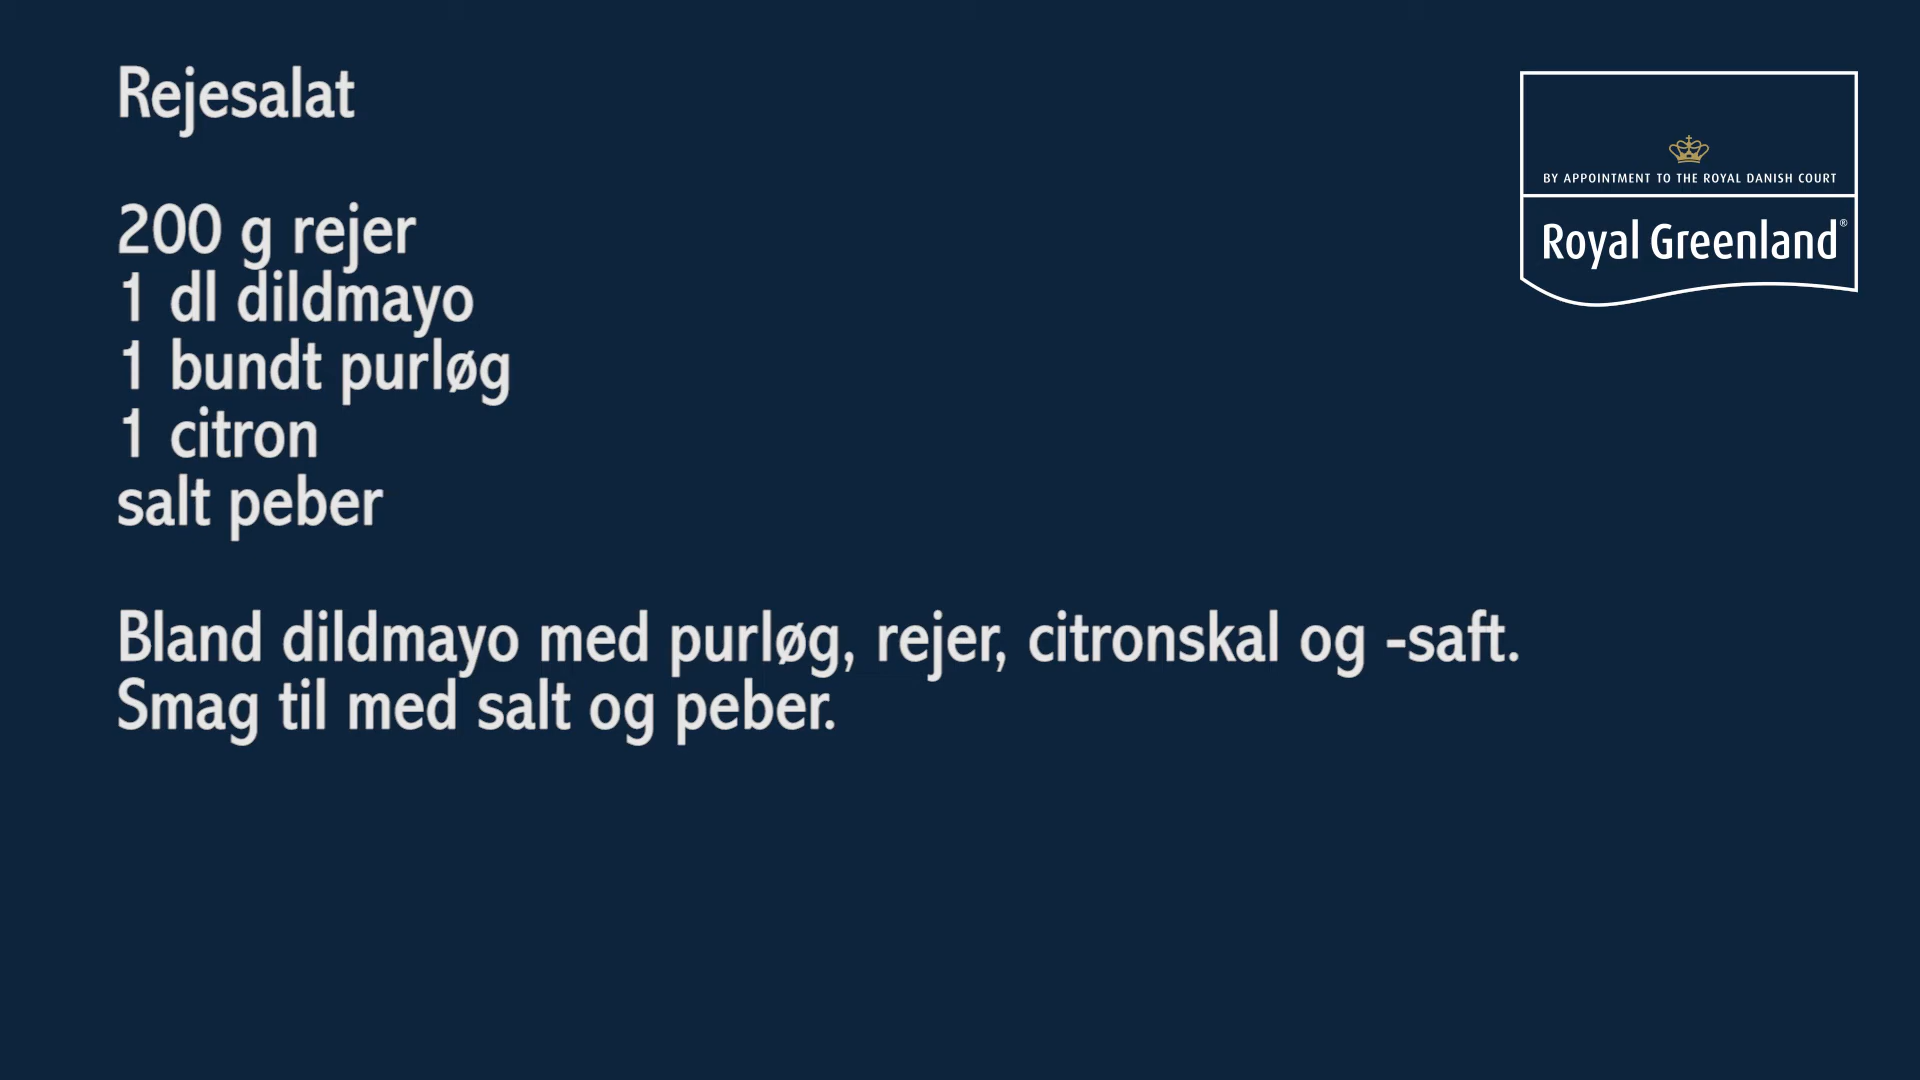 Rejesalat
200 g rejer
1 dl dildmayo
1 bundt purløg
1 citron
salt peber
Bland dildmayo med purløg, rejer, citronskal og -saft.
Smag til med salt og peber.
BY APPOINTMENT TO THE ROYAL DANISH COURT
Royal Greenland®